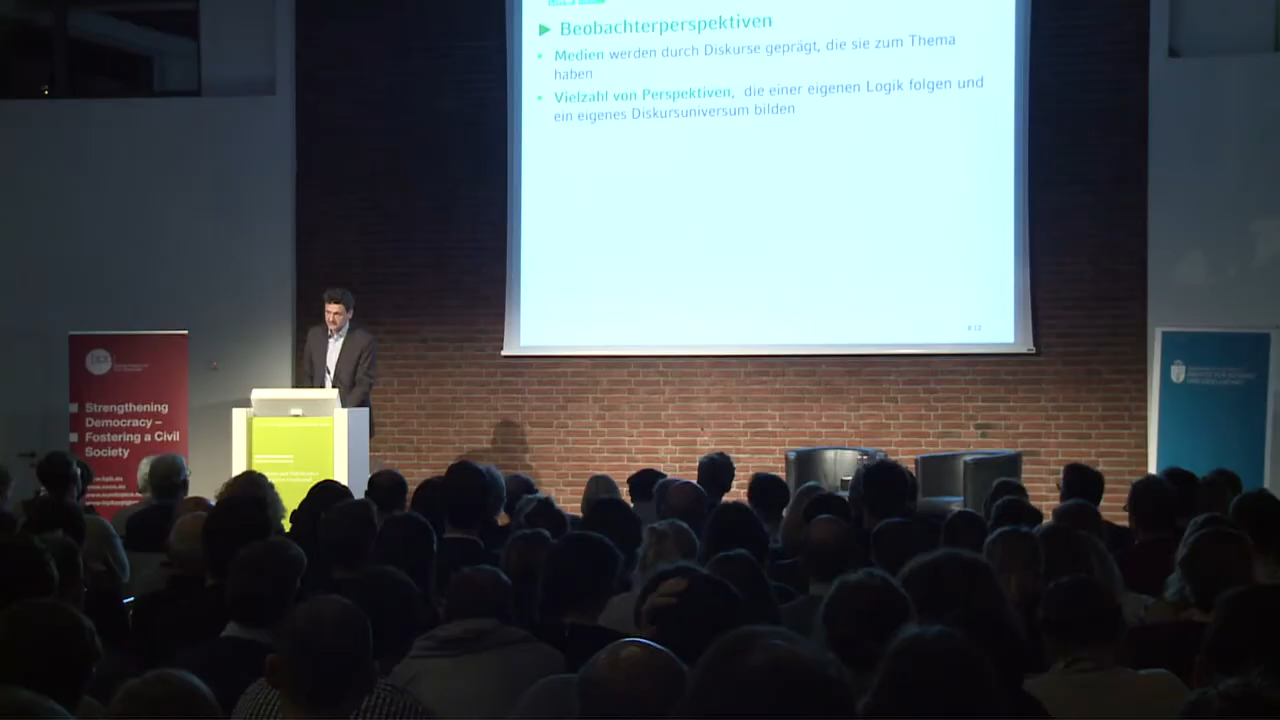 ▶ Beobachterperspektiven
• Medien werden durch Diskurse geprägt, die sie zum Thema
haben
• Vielzahl von Perspektiven, die einer eigenen Logik folgen und
ein eigenes Diskursuniversum bilden
Strengthening
Democracy –
Fostering a Civil
Society